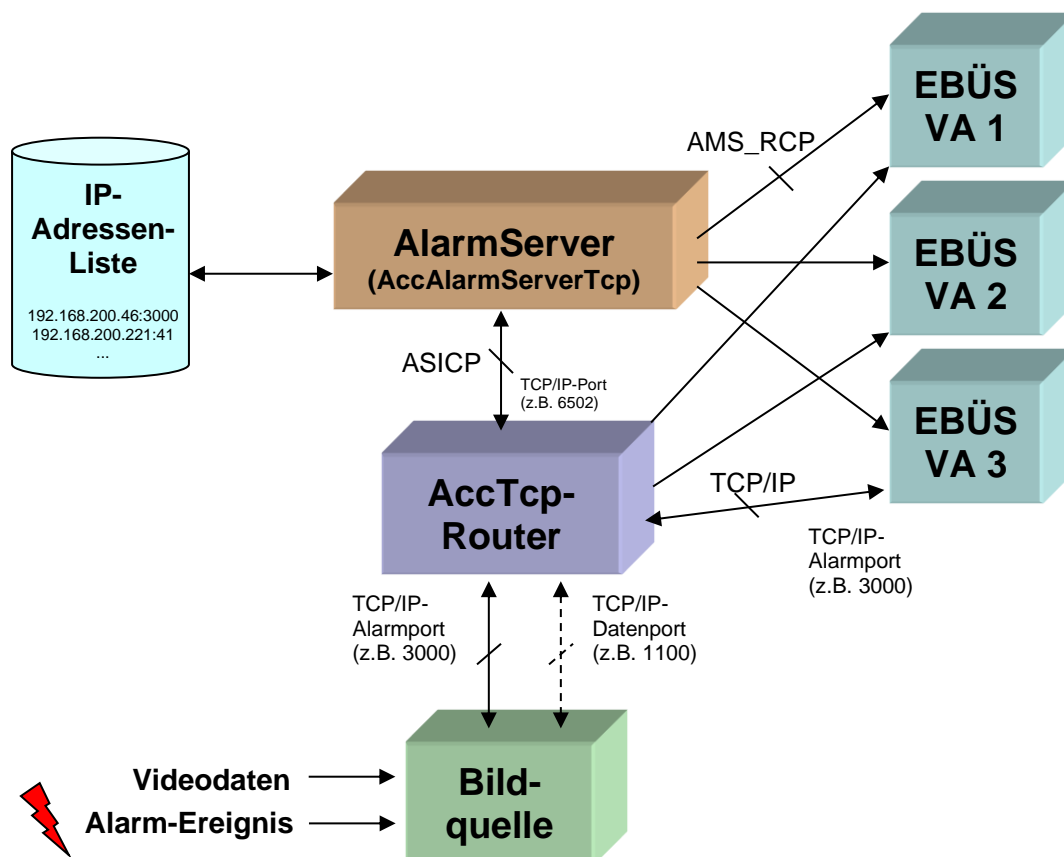 EBÜS
VA 1
AMS_RCP
IP-
Adressen-
Liste
192.168.200.46:3000
192.168.200.221:41
...
AlarmServer
(AccAlarmServerTcp)
EBÜS
VA 2
ASICP
TCP/IP-Port
(z.B. 6502)
EBÜS
VA 3
AccTcp-
Router
TCP/IP
TCP/IP-
Alarmport
(z.B. 3000)
TCP/IP-
Alarmport
(z.B. 3000)
TCP/IP-
Datenport
(z.B. 1100)
Videodaten
Alarm-Ereignis
Bild-
quelle